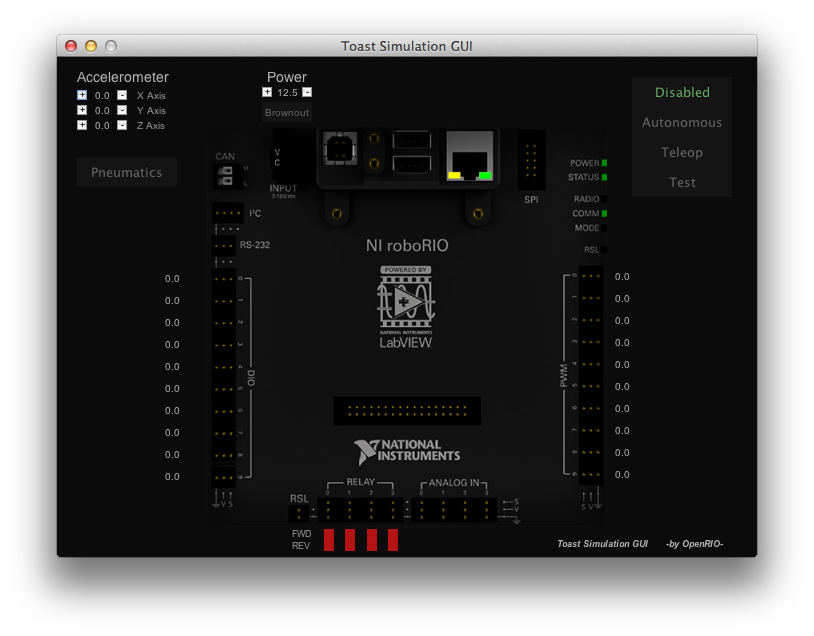 Toast Simulation GUI
Accelerometer
+ 0.0 - X Axis
+ 0.0 - Y Axis
+ 0.0 - Z Axis
Power
+ 12.5 -
Brownout
Disabled
Autonomous
Teleop
Test
Pneumatics
CAN
H
L
V
C
INPUT
7-16V
SPI
POWER
STATUS
RADIO
COMM
MODE
RSL
I²C
RS-232
NI roboRIO
POWERED BY
NATIONAL INSTRUMENTS
LabVIEW
0.0 0
0.0 1
0.0 2
0.0 3
0.0 4
0.0 5
0.0 6
0.0 7
0.0 8
0.0 9
DIO
V S
PWM
0 0.0
1 0.0
2 0.0
3 0.0
4 0.0
5 0.0
6 0.0
7 0.0
8 0.0
9 0.0
S V
NATIONAL
INSTRUMENTS
RSL
RELAY
0 1 2 3
ANALOG IN
0 1 2 3
S
V
FWD
REV
Toast Simulation GUI -by OpenRIO-